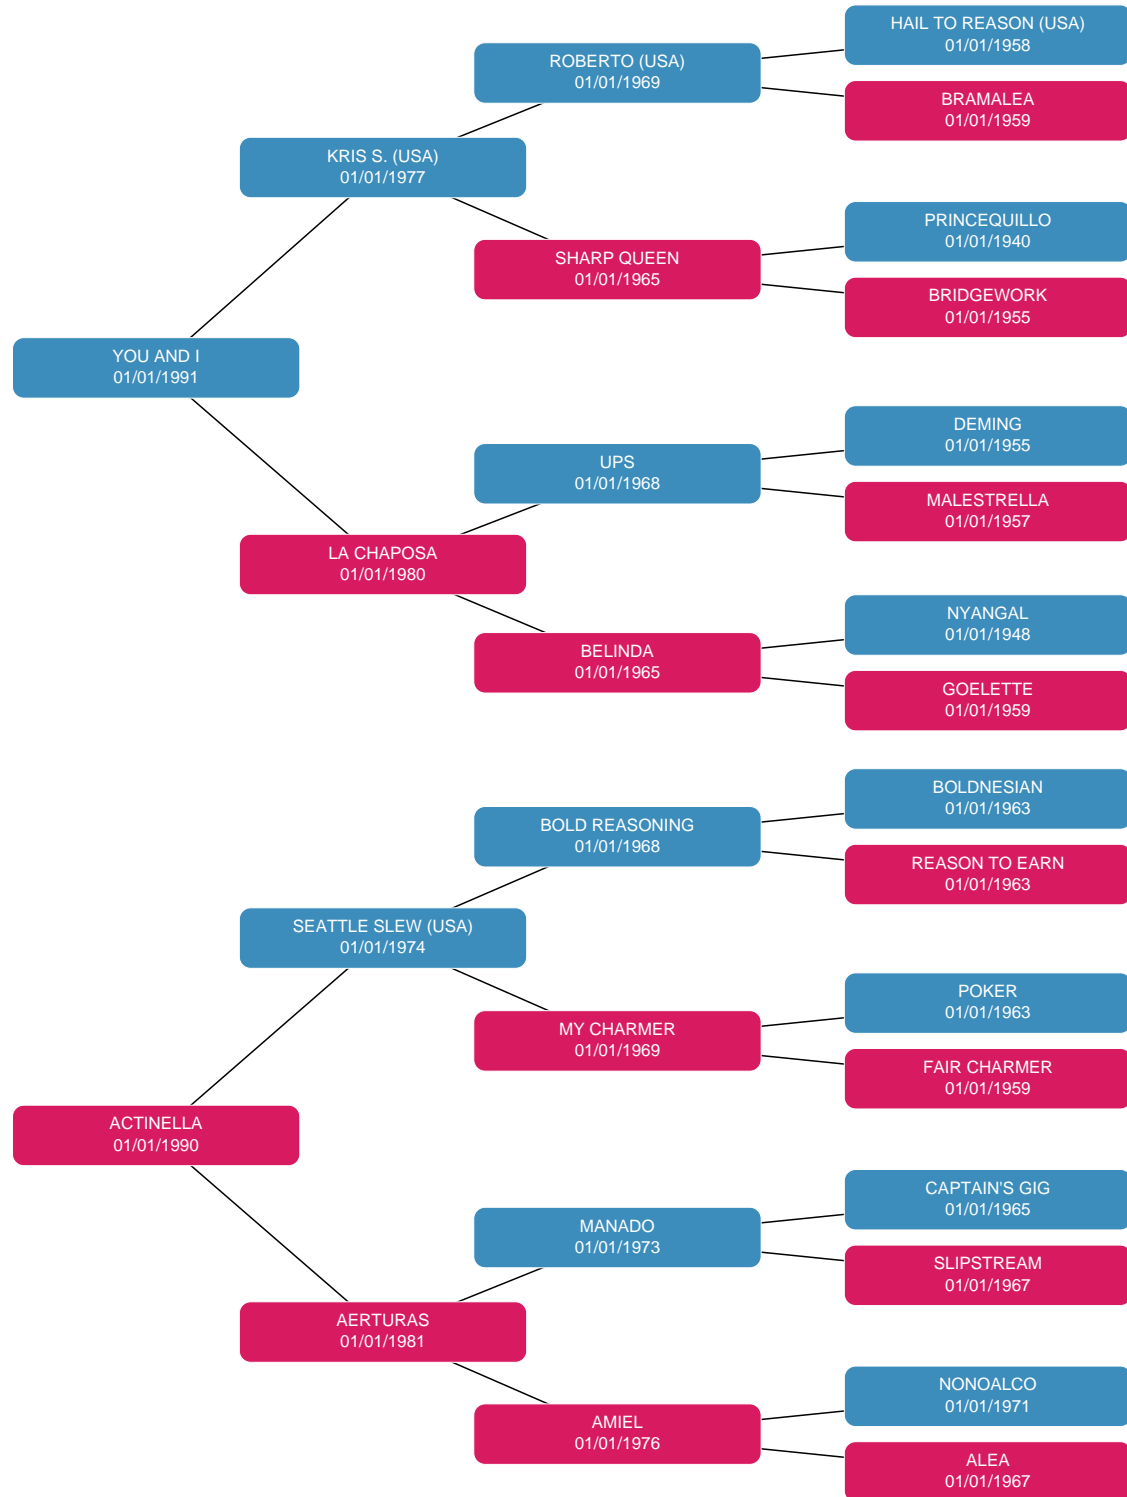 HAIL TO REASON (USA)
01/01/1958
ROBERTO (USA)
01/01/1969
BRAMALEA
01/01/1959
KRIS S. (USA)
01/01/1977
PRINCEQUILLO
01/01/1940
SHARP QUEEN
01/01/1965
BRIDGEWORK
01/01/1955
YOU AND I
01/01/1991
DEMING
01/01/1955
UPS
01/01/1968
MALESTRELLA
01/01/1957
LA CHAPOSA
01/01/1980
NYANGAL
01/01/1948
BELINDA
01/01/1965
GOELETTE
01/01/1959
BOLDNESIAN
01/01/1963
BOLD REASONING
01/01/1968
REASON TO EARN
01/01/1963
SEATTLE SLEW (USA)
01/01/1974
POKER
01/01/1963
MY CHARMER
01/01/1969
FAIR CHARMER
01/01/1959
ACTINELLA
01/01/1990
CAPTAIN'S GIG
01/01/1965
MANADO
01/01/1973
SLIPSTREAM
01/01/1967
AERTURAS
01/01/1981
NONOALCO
01/01/1971
AMIEL
01/01/1976
ALEA
01/01/1967